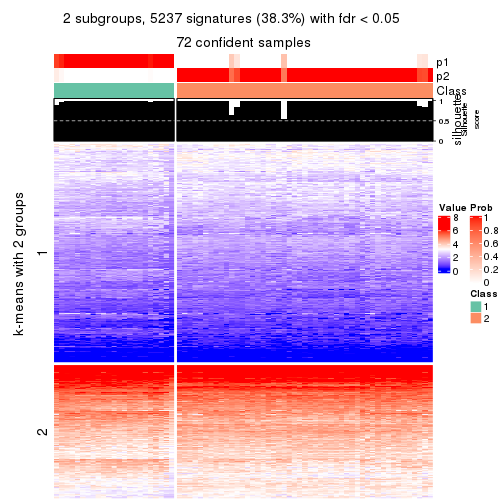 2 subgroups, 5237 signatures (38.3%) with fdr < 0.05
72 confident samples
p1
p2
Class
1
0.5
0
silhouette
Silhouette
score
k-means with 2 groups
1
2
Value
8
6
4
2
0
Prob
1
0.8
0.6
0.4
0.2
0
Class
1
2